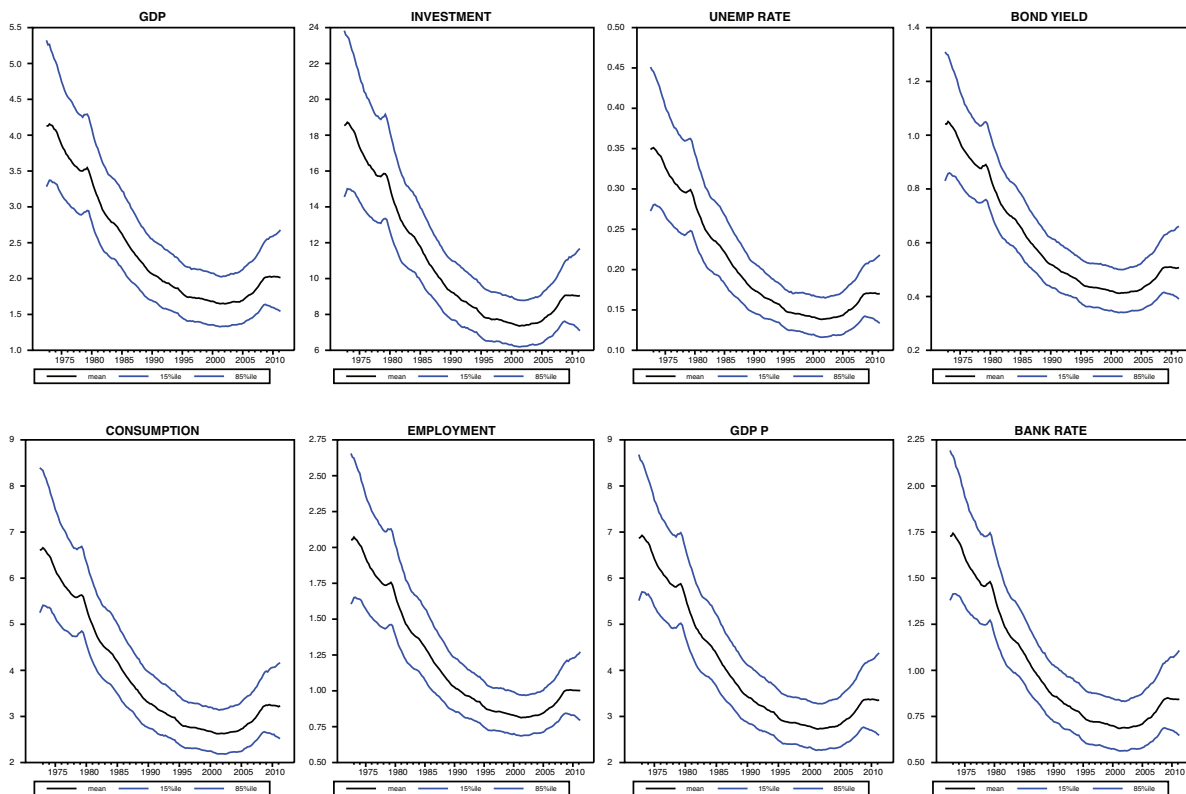 GDP
5.5
5.0
4.5
4.0
3.5
3.0
2.5
2.0
1.5
1.0
1975 1980 1985 1990 1995 2000 2005 2010
mean 15%ile 85%ile
INVESTMENT
24
22
20
18
16
14
12
10
8
6
1975 1980 1985 1990 1995 2000 2005 2010
mean 15%ile 85%ile
UNEMP RATE
0.50
0.45
0.40
0.35
0.30
0.25
0.20
0.15
0.10
1975 1980 1985 1990 1995 2000 2005 2010
mean 15%ile 85%ile
BOND YIELD
1.4
1.2
1.0
0.8
0.6
0.4
0.2
1975 1980 1985 1990 1995 2000 2005 2010
mean 15%ile 85%ile
CONSUMPTION
9
8
7
6
5
4
3
2
1975 1980 1985 1990 1995 2000 2005 2010
mean 15%ile 85%ile
EMPLOYMENT
2.75
2.50
2.25
2.00
1.75
1.50
1.25
1.00
0.75
0.50
1975 1980 1985 1990 1995 2000 2005 2010
mean 15%ile 85%ile
GDP P
9
8
7
6
5
4
3
2
1975 1980 1985 1990 1995 2000 2005 2010
mean 15%ile 85%ile
BANK RATE
2.25
2.00
1.75
1.50
1.25
1.00
0.75
0.50
1975 1980 1985 1990 1995 2000 2005 2010
mean 15%ile 85%ile